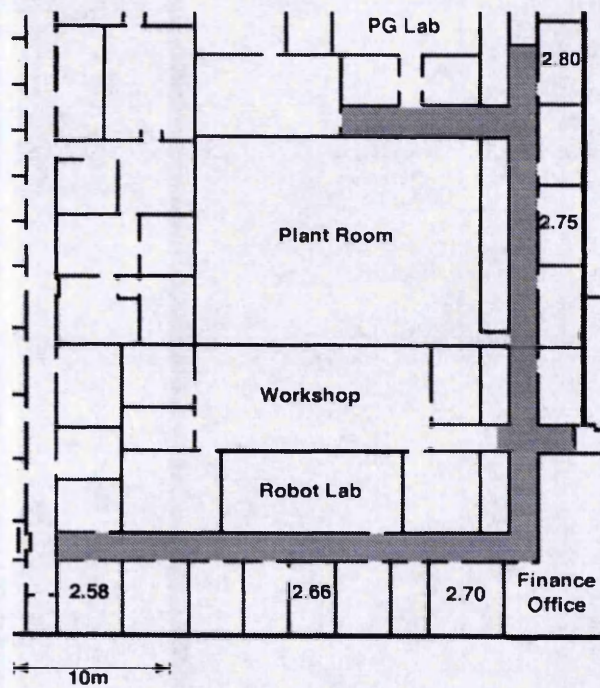 PG Lab
2.80
2.75
Plant Room
Workshop
Robot Lab
2.58
2.66
2.70
Finance
Office
10m